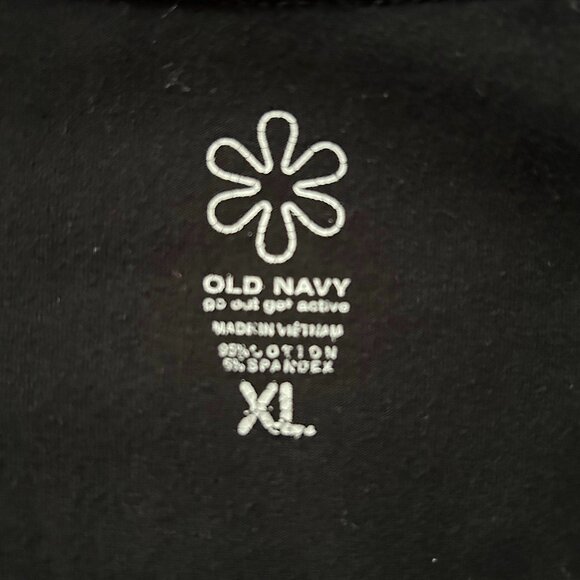 OLD NAVY
go out get active
MADE IN VIETNAM
95% COTTON
5% SPANDEX
XL